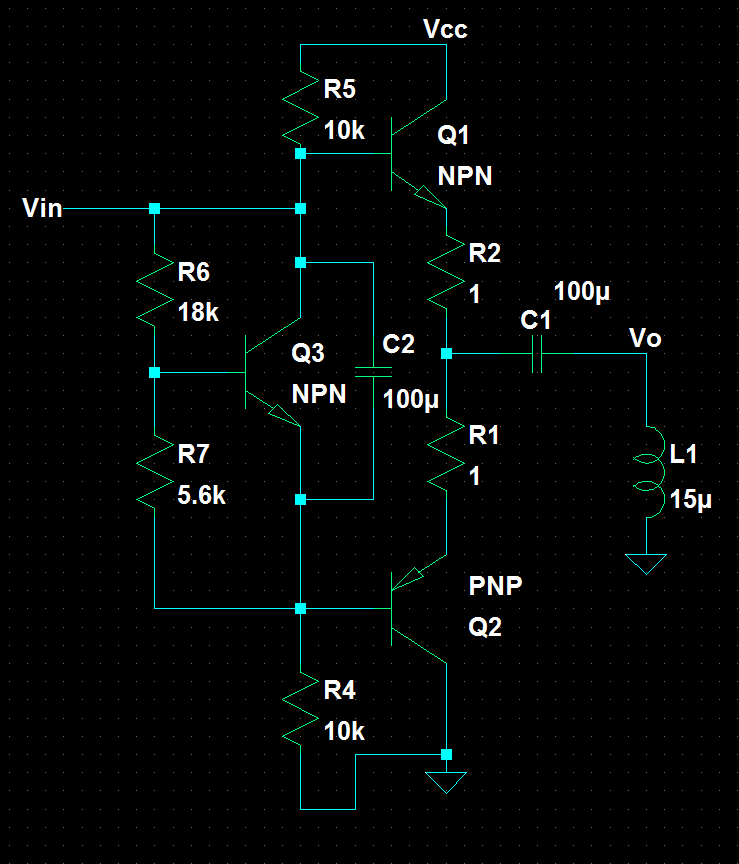 Vcc
R5
10k
Q1
NPN
Vin
R6
18k
R2
1
100µ
C1
Vo
Q3
NPN
C2
100µ
R7
5.6k
R1
1
L1
15µ
PNP
Q2
R4
10k